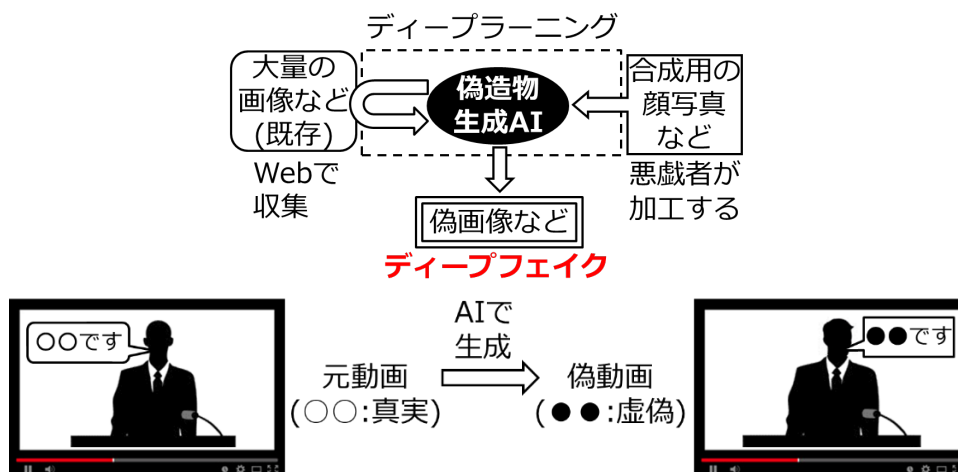 ディープラーニング
大量の
画像など
(既存)
偽造物
生成AI
合成用の
顔写真
など
Webで
収集
悪戯者が
加工する
偽画像など
ディープフェイク
〇〇です
AIで
生成
元動画
(〇〇:真実)
偽動画
(●●:虚偽)
●●です